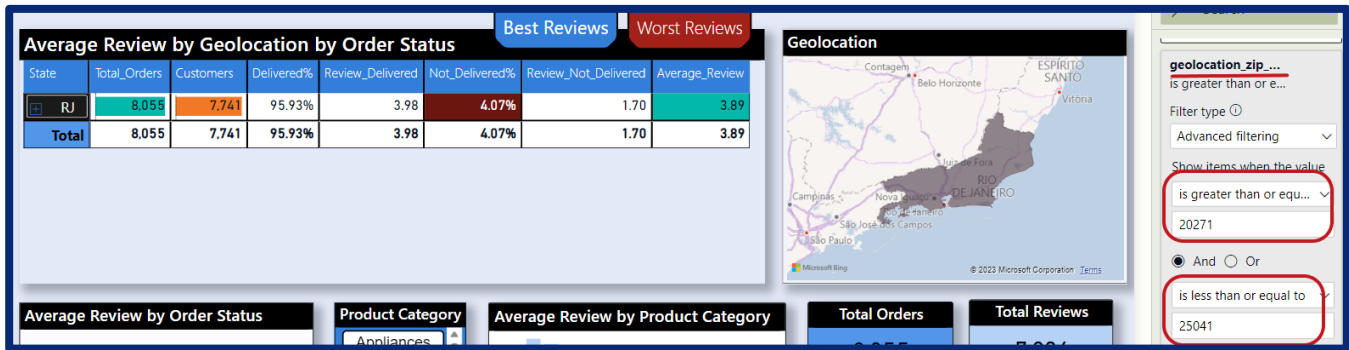 Best Reviews
Worst Reviews
Average Review by Geolocation by Order Status
State Total_Orders Customers Delivered% Review_Delivered Not_Delivered% Review_Not_Delivered Average_Review
RJ 8,055 7,741 95.93% 3.98 4.07% 1.70 3.89
Total 8,055 7,741 95.93% 3.98 4.07% 1.70 3.89
Geolocation
Contagem
Belo Horizonte
ESPÍRITO
SANTO
Vitória
Juiz de Fora
RIO
DE JANEIRO
Campinas
Nova Iguaçu
Rio de Janeiro
São José dos Campos
São Paulo
Microsoft Bing
© 2023 Microsoft Corporation Terms
geolocation_zip_...
is greater than or e...
Filter type
Advanced filtering
Show items when the value
is greater than or equ...
20271
And Or
is less than or equal to
25041
Average Review by Order Status
Product Category
Appliances
Average Review by Product Category
Total Orders
Total Reviews